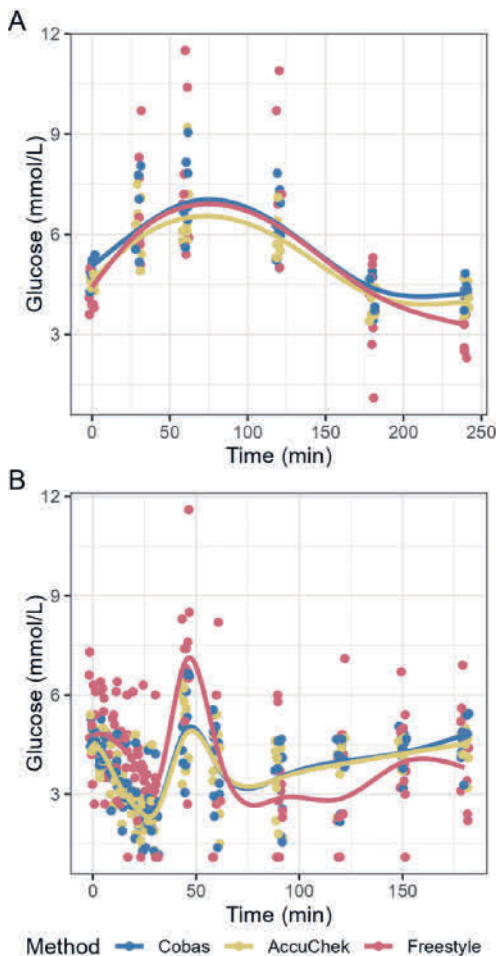 A
12
9
6
3
Glucose (mmol/L)
0 50 100 150 200 250
Time (min)
B
12
9
6
3
Glucose (mmol/L)
0 50 100 150
Time (min)
Method Cobas AccuChek Freestyle